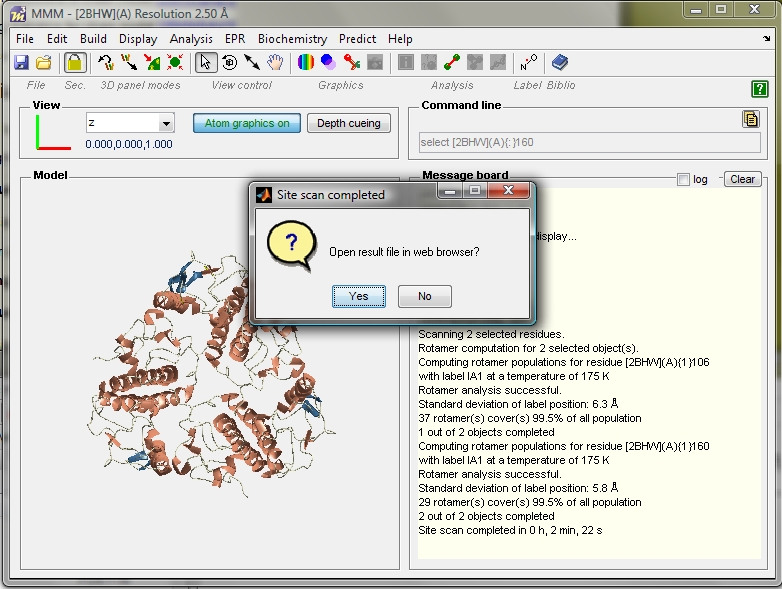 MMM - [2BHW](A) Resolution 2.50 Å
File Edit Build Display Analysis EPR Biochemistry Predict Help
File Sec. 3D panel modes View control Graphics Analysis Label Biblio
?
View
z
Atom graphics on
Depth cueing
0.000,0.000,1.000
Command line
select [2BHW](A){:}160
Model
Message board
log
Clear
display...
Site scan completed
?
Open result file in web browser?
Yes
No
Scanning 2 selected residues.
Rotamer computation for 2 selected object(s).
Computing rotamer populations for residue [2BHW](A){1}106
with label IA1 at a temperature of 175 K
Rotamer analysis successful.
Standard deviation of label position: 6.3 Å
37 rotamer(s) cover(s) 99.5% of all population
1 out of 2 objects completed
Computing rotamer populations for residue [2BHW](A){1}160
with label IA1 at a temperature of 175 K
Rotamer analysis successful.
Standard deviation of label position: 5.8 Å
29 rotamer(s) cover(s) 99.5% of all population
2 out of 2 objects completed
Site scan completed in 0 h, 2 min, 22 s